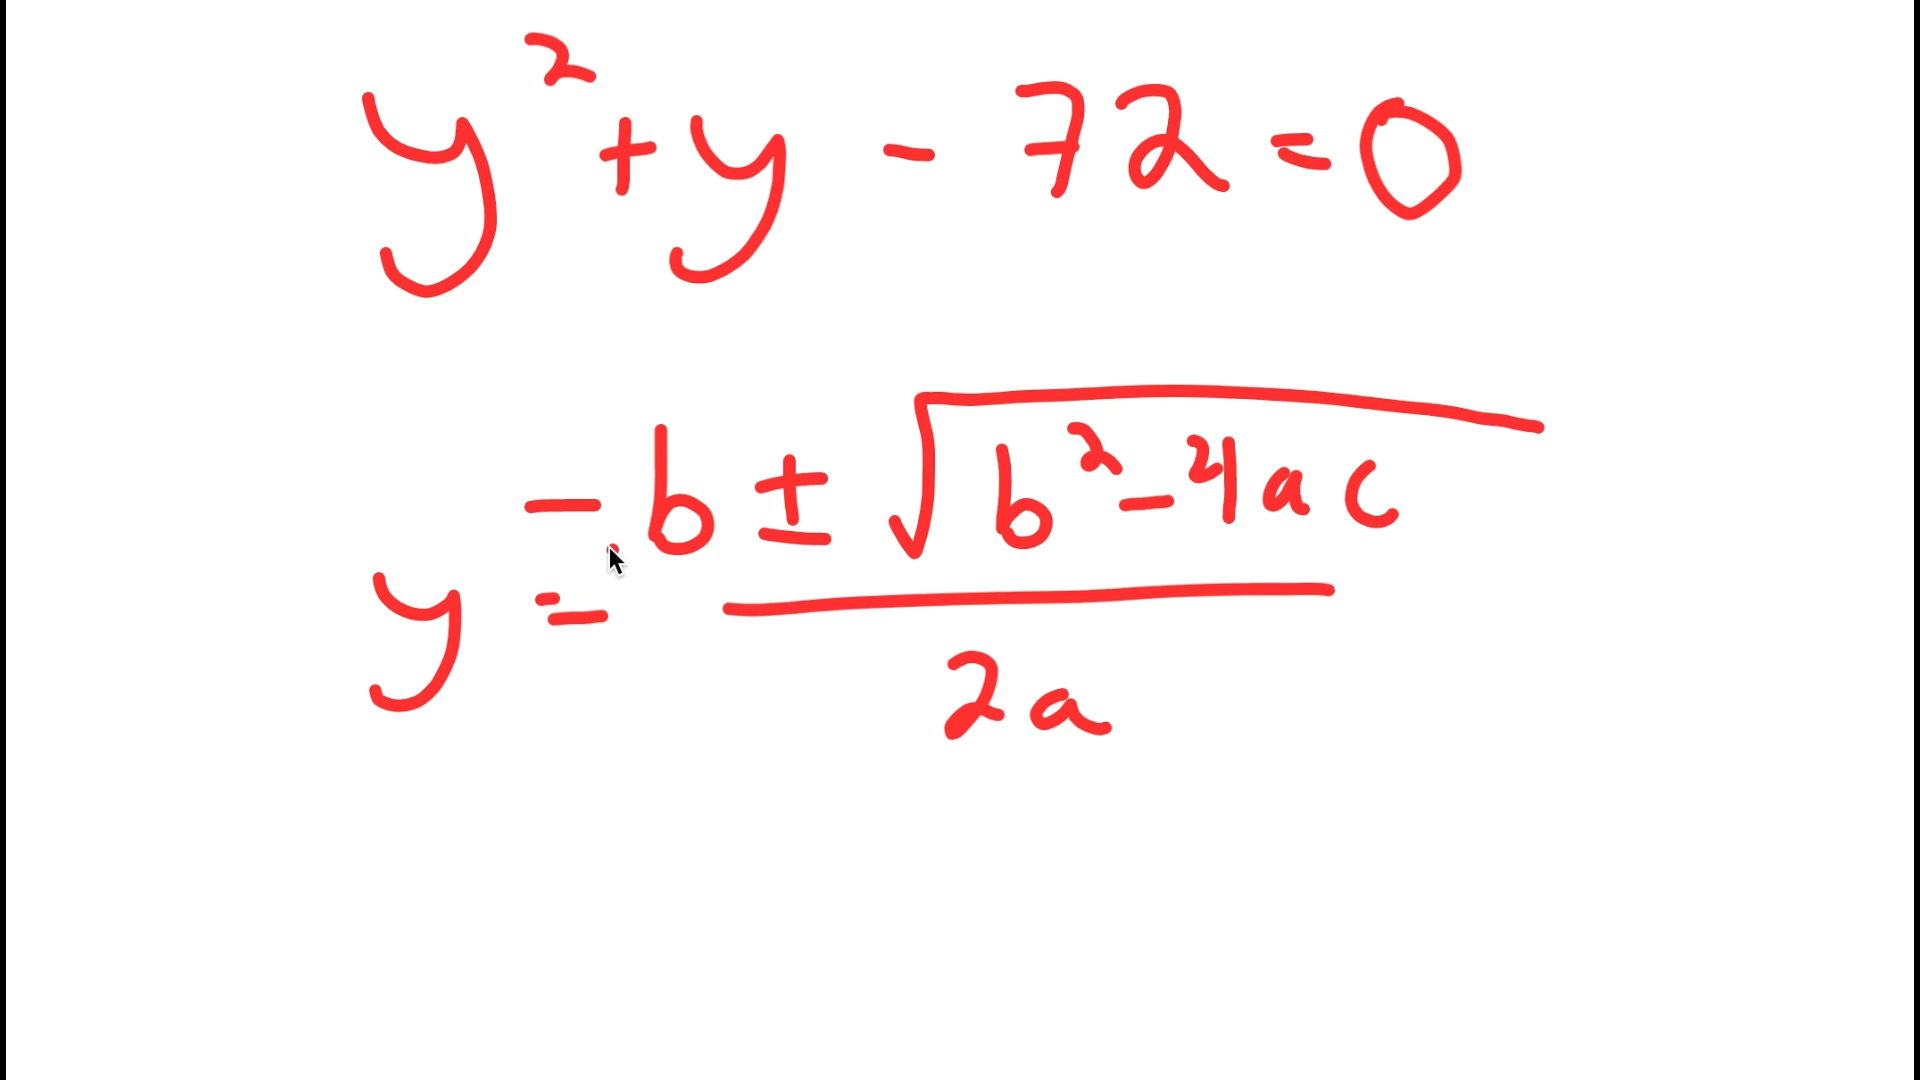 y² + y - 72 = 0
y = -b ± √(b² - 4ac) / 2a